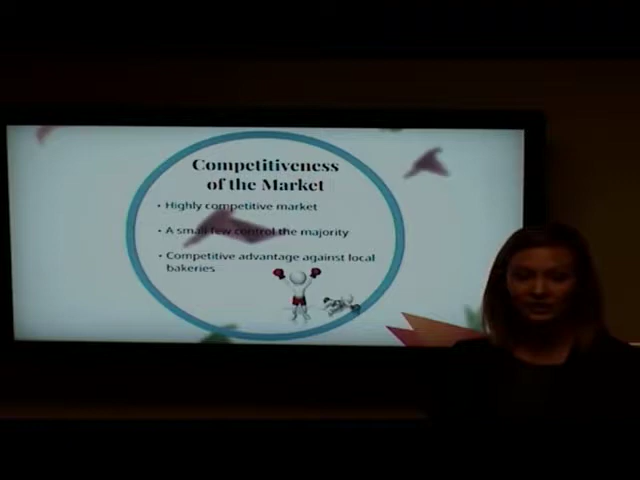 Competitiveness
of the Market
• Highly competitive market
• A small few control the majority
• Competitive advantage against local
bakeries